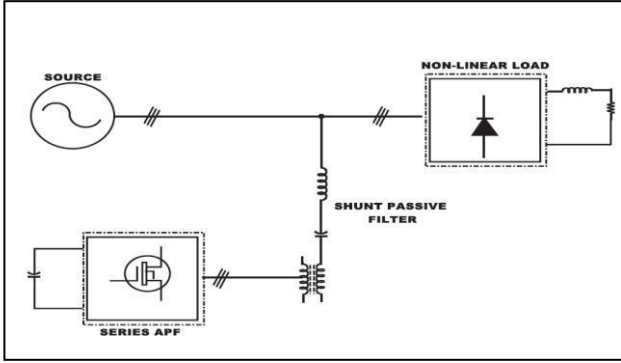 SOURCE
NON-LINEAR LOAD
SHUNT PASSIVE
FILTER
SERIES APF